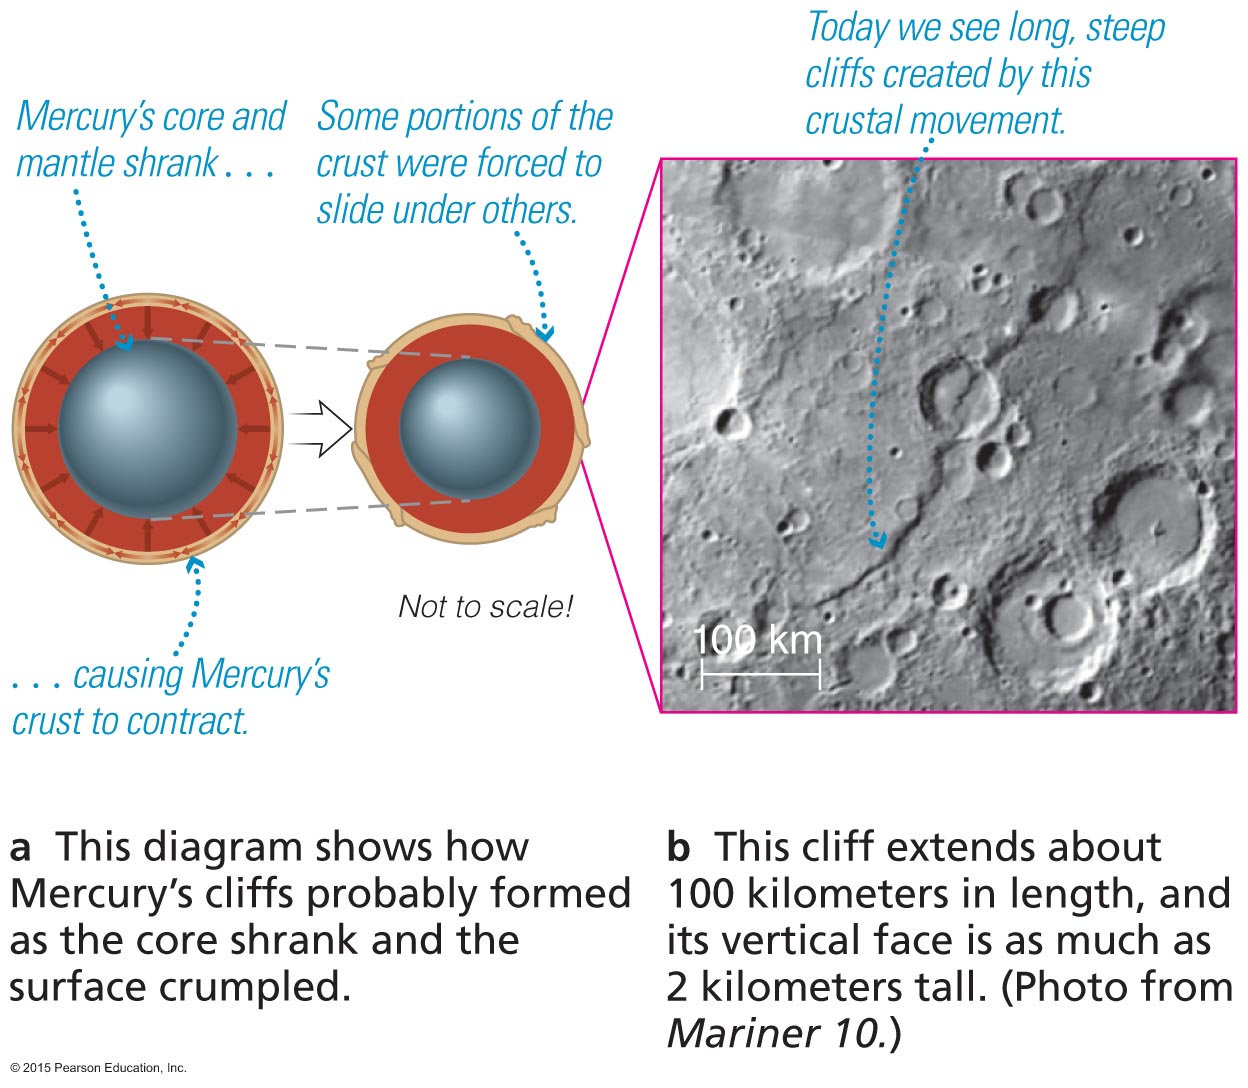 Mercury's core and
mantle shrank . . .
Some portions of the
crust were forced to
slide under others.
Today we see long, steep
cliffs created by this
crustal movement.
. . . causing Mercury's
crust to contract.
Not to scale!
100 km
a This diagram shows how
Mercury's cliffs probably formed
as the core shrank and the
surface crumpled.
b This cliff extends about
100 kilometers in length, and
its vertical face is as much as
2 kilometers tall. (Photo from
Mariner 10.)
© 2015 Pearson Education, Inc.